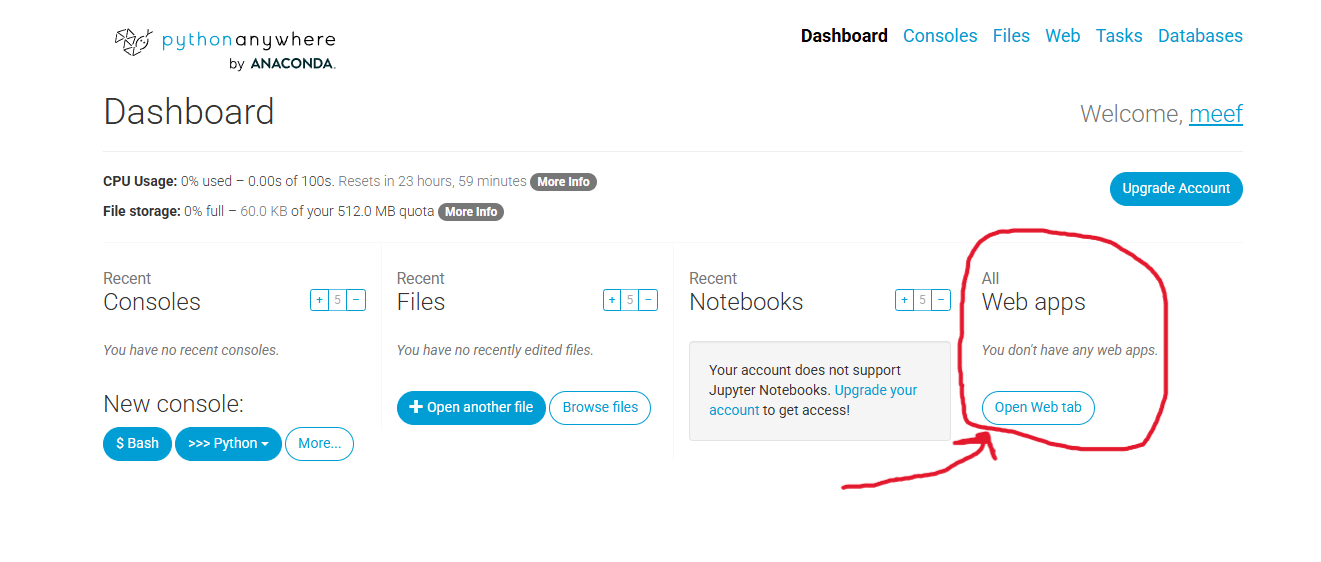 pythonanywhere
by ANACONDA.
Dashboard Consoles Files Web Tasks Databases
Dashboard
Welcome, meef
CPU Usage: 0% used – 0.00s of 100s. Resets in 23 hours, 59 minutes More Info
File storage: 0% full – 60.0 KB of your 512.0 MB quota More Info
Upgrade Account
Recent
Consoles
+ 5 −
You have no recent consoles.
New console:
$ Bash >>> Python More...
Recent
Files
+ 5 −
You have no recently edited files.
+ Open another file Browse files
Recent
Notebooks
+ 5 −
Your account does not support
Jupyter Notebooks. Upgrade your
account to get access!
All
Web apps
You don't have any web apps.
Open Web tab